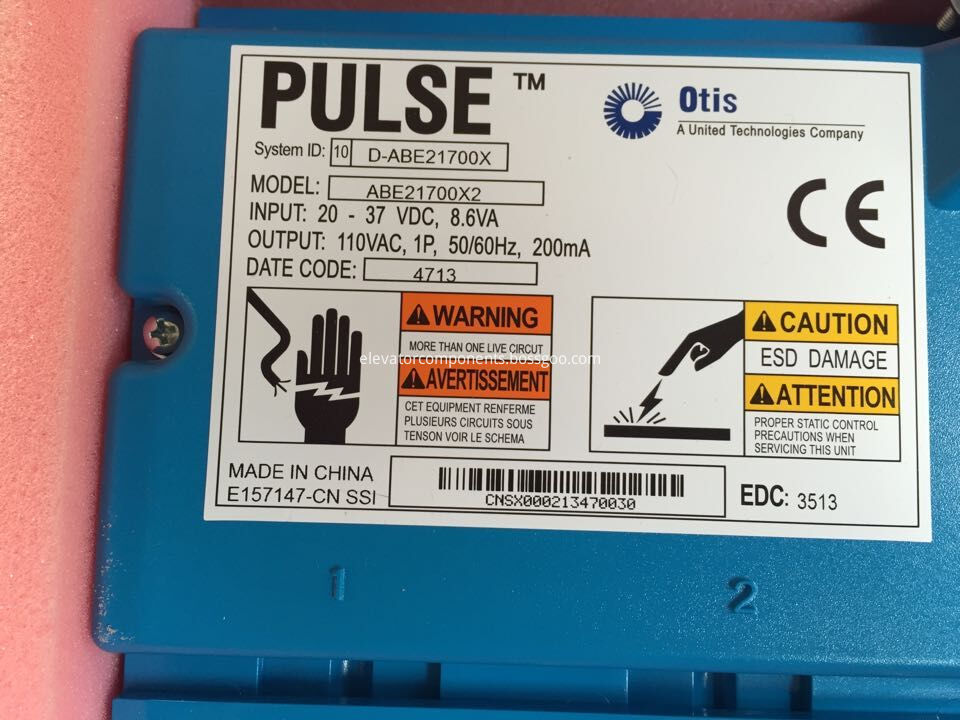 PULSE ™
Otis
A United Technologies Company
System ID: 10 D-ABE21700X
MODEL: ABE21700X2
INPUT: 20 - 37 VDC, 8.6VA
OUTPUT: 110VAC, 1P, 50/60Hz, 200mA
DATE CODE: 4713
CE
WARNING
MORE THAN ONE LIVE CIRCUT
AVERTISSEMENT
CET EQUIPMENT RENFERME
PLUSIEURS CIRCUITS SOUS
TENSON VOIR LE SCHEMA
CAUTION
ESD DAMAGE
ATTENTION
PROPER STATIC CONTROL
PRECAUTIONS WHEN
SERVICING THIS UNIT
elevatorcomponents.bossgoo.com
MADE IN CHINA
E157147-CN SSI
CNSX000213470030
EDC: 3513
1
2